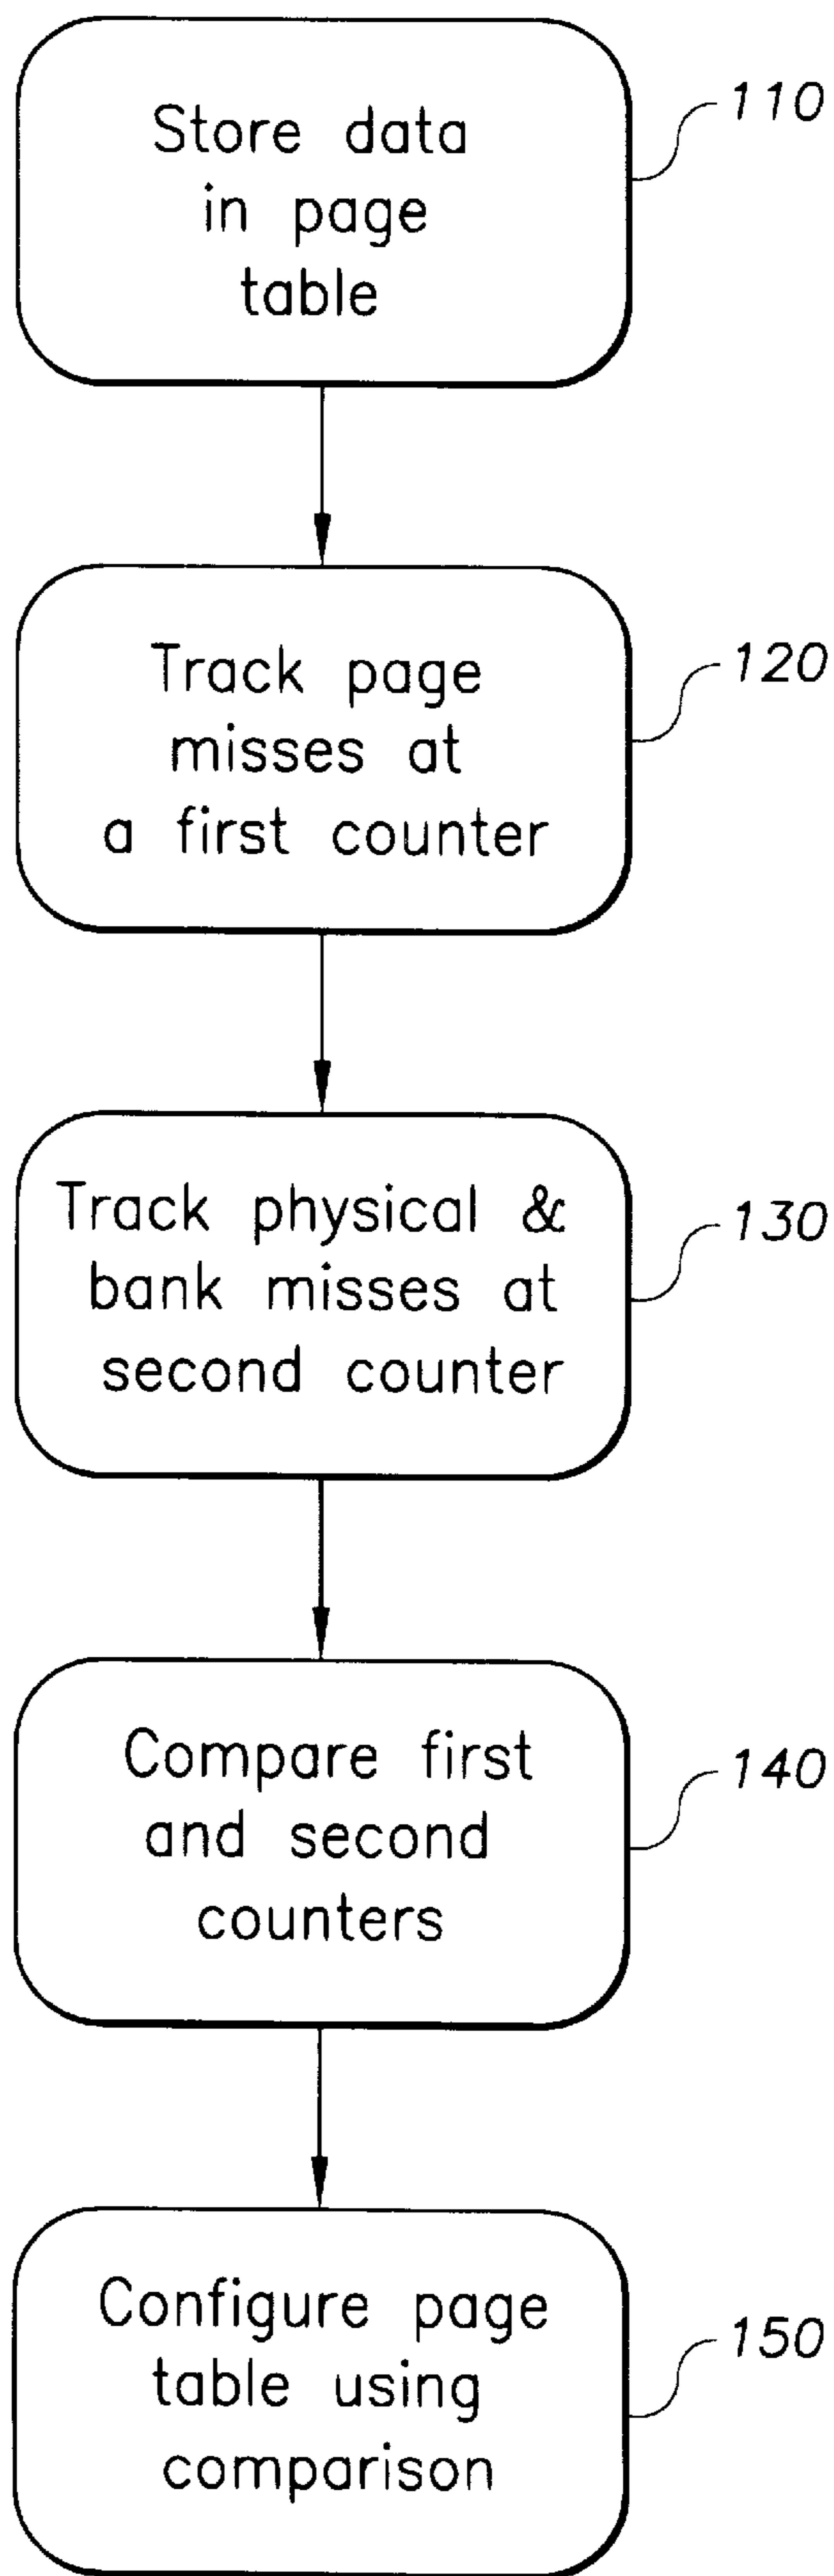 Store data
in page
table
110
Track page
misses at
a first counter
120
Track physical &
bank misses at
second counter
130
Compare first
and second
counters
140
Configure page
table using
comparison
150